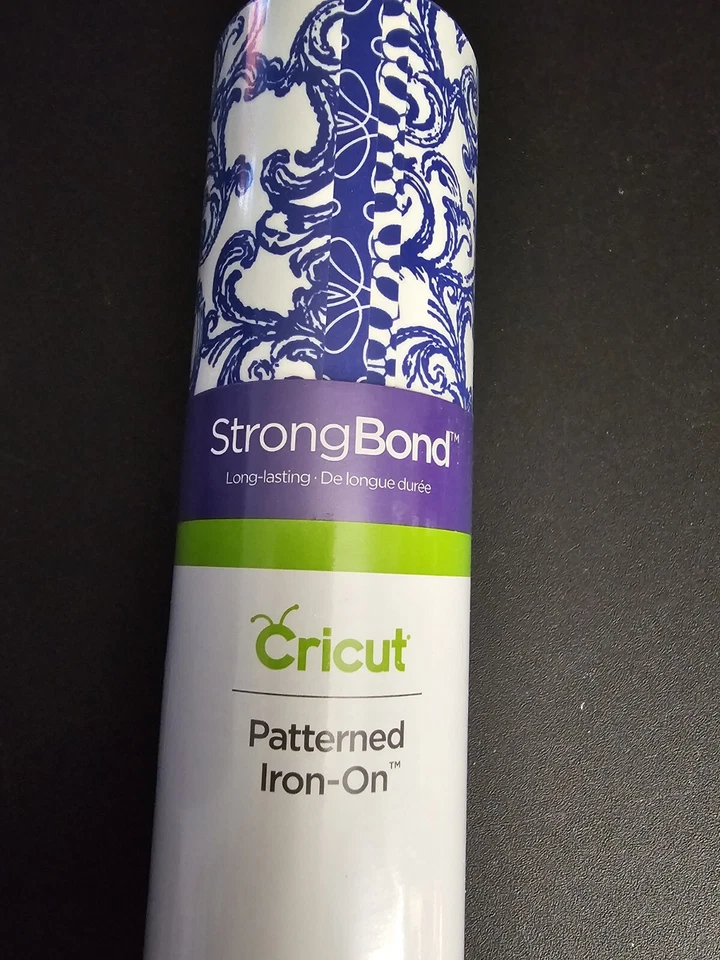 StrongBond™
Long-lasting · De longue durée
Cricut®
Patterned
Iron-On™